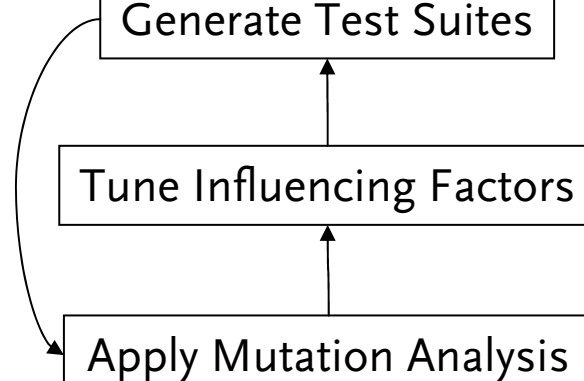 Generate Test Suites
Tune Influencing Factors
Apply Mutation Analysis